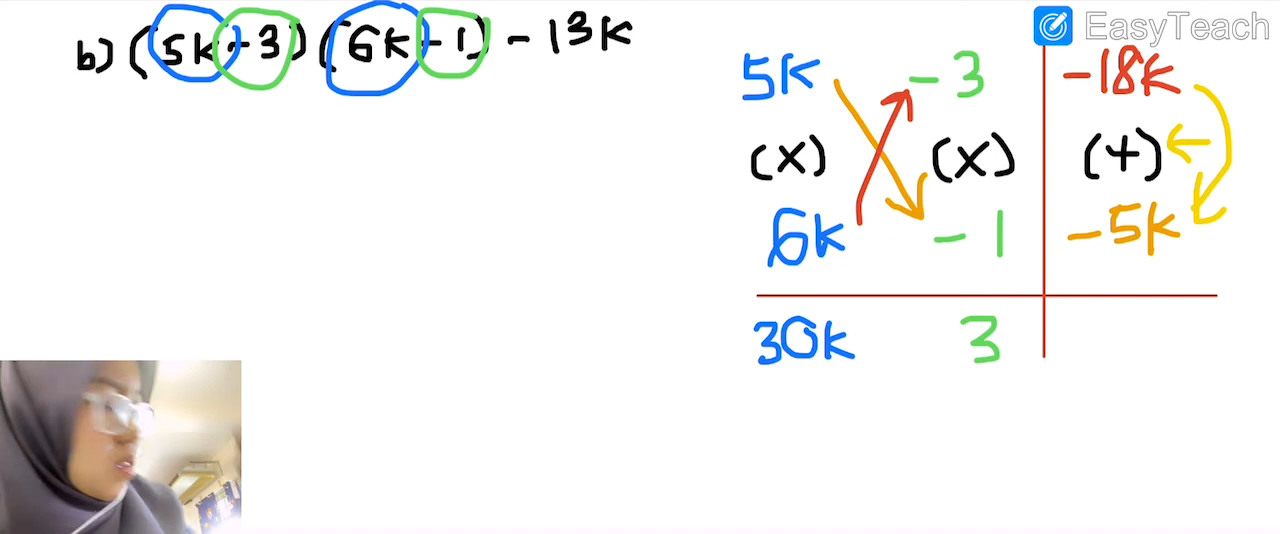 EasyTeach
b) (5k - 3) (6k - 1) - 13k
5k - 3 -18k
(x) (x) (+)
6k - 1 -5k
30k 3